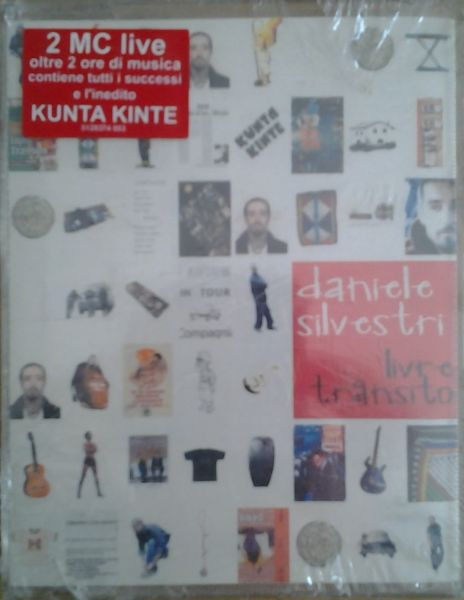 2 MC live
oltre 2 ore di musica
contiene tutti i successi
e l'inedito
KUNTA KINTE
KUNTA
KINTE
IN TOUR
daniele
silvestri
livre
transito